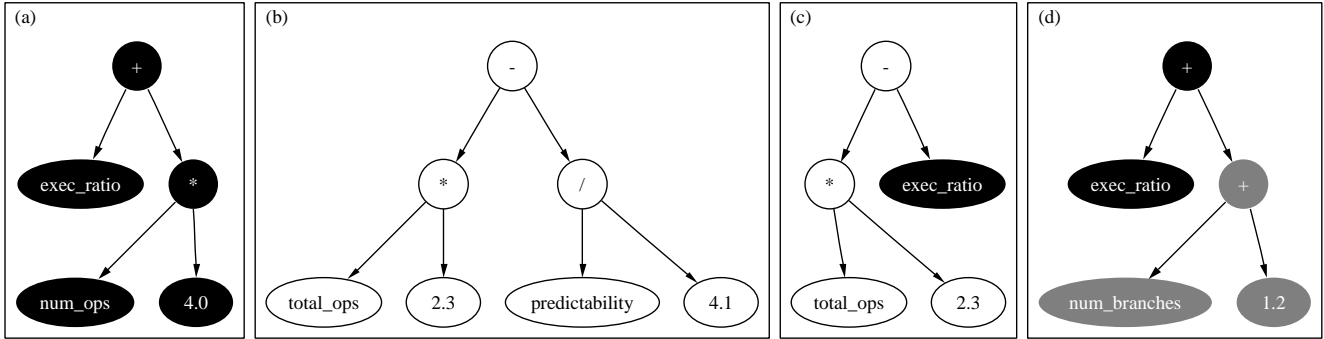 (a)
+
exec_ratio
*
num_ops
4.0
(b)
-
*
/
total_ops
2.3
predictability
4.1
(c)
-
*
exec_ratio
total_ops
2.3
(d)
+
exec_ratio
+
num_branches
1.2